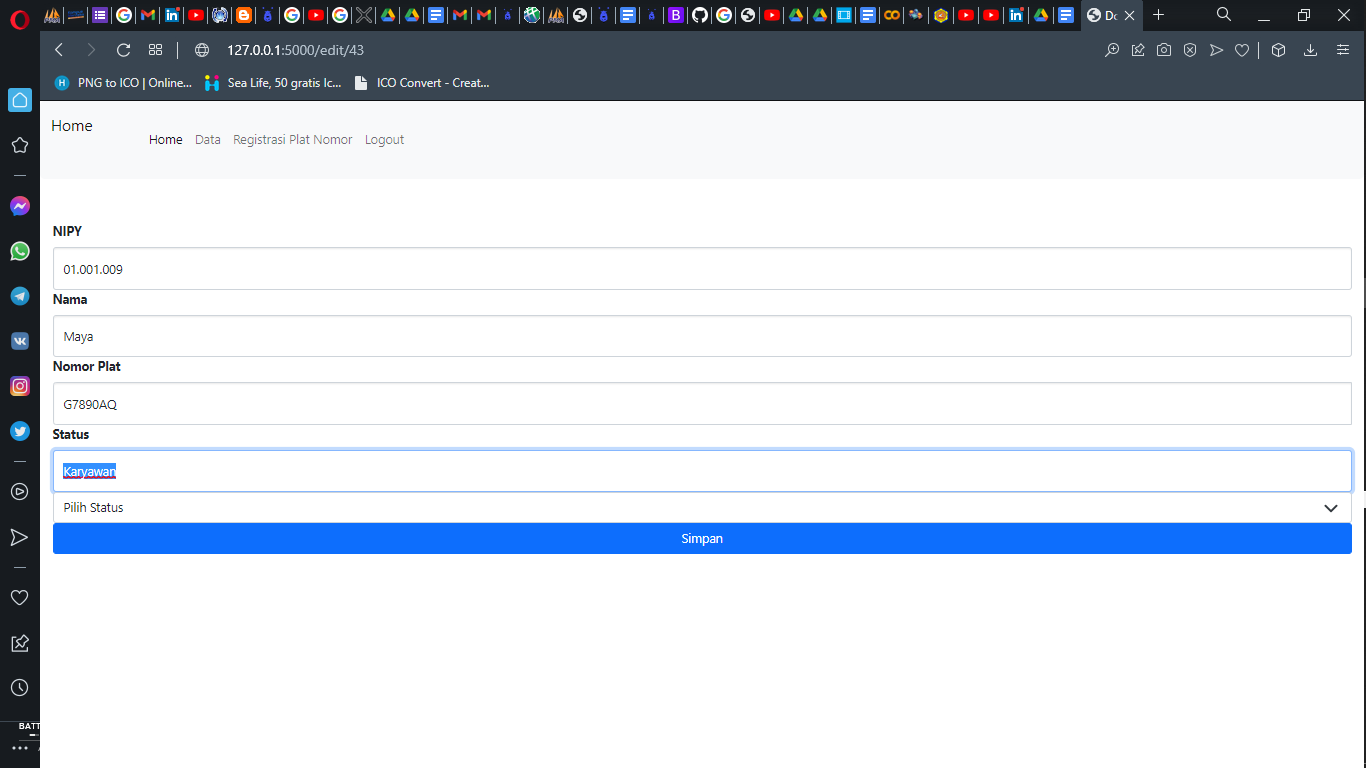 Do
127.0.0.1:5000/edit/43
PNG to ICO | Online...
Sea Life, 50 gratis Ic...
ICO Convert - Creat...
Home
Home Data Registrasi Plat Nomor Logout
NIPY
01.001.009
Nama
Maya
Nomor Plat
G7890AQ
Status
Karyawan
Pilih Status
Simpan
BATT